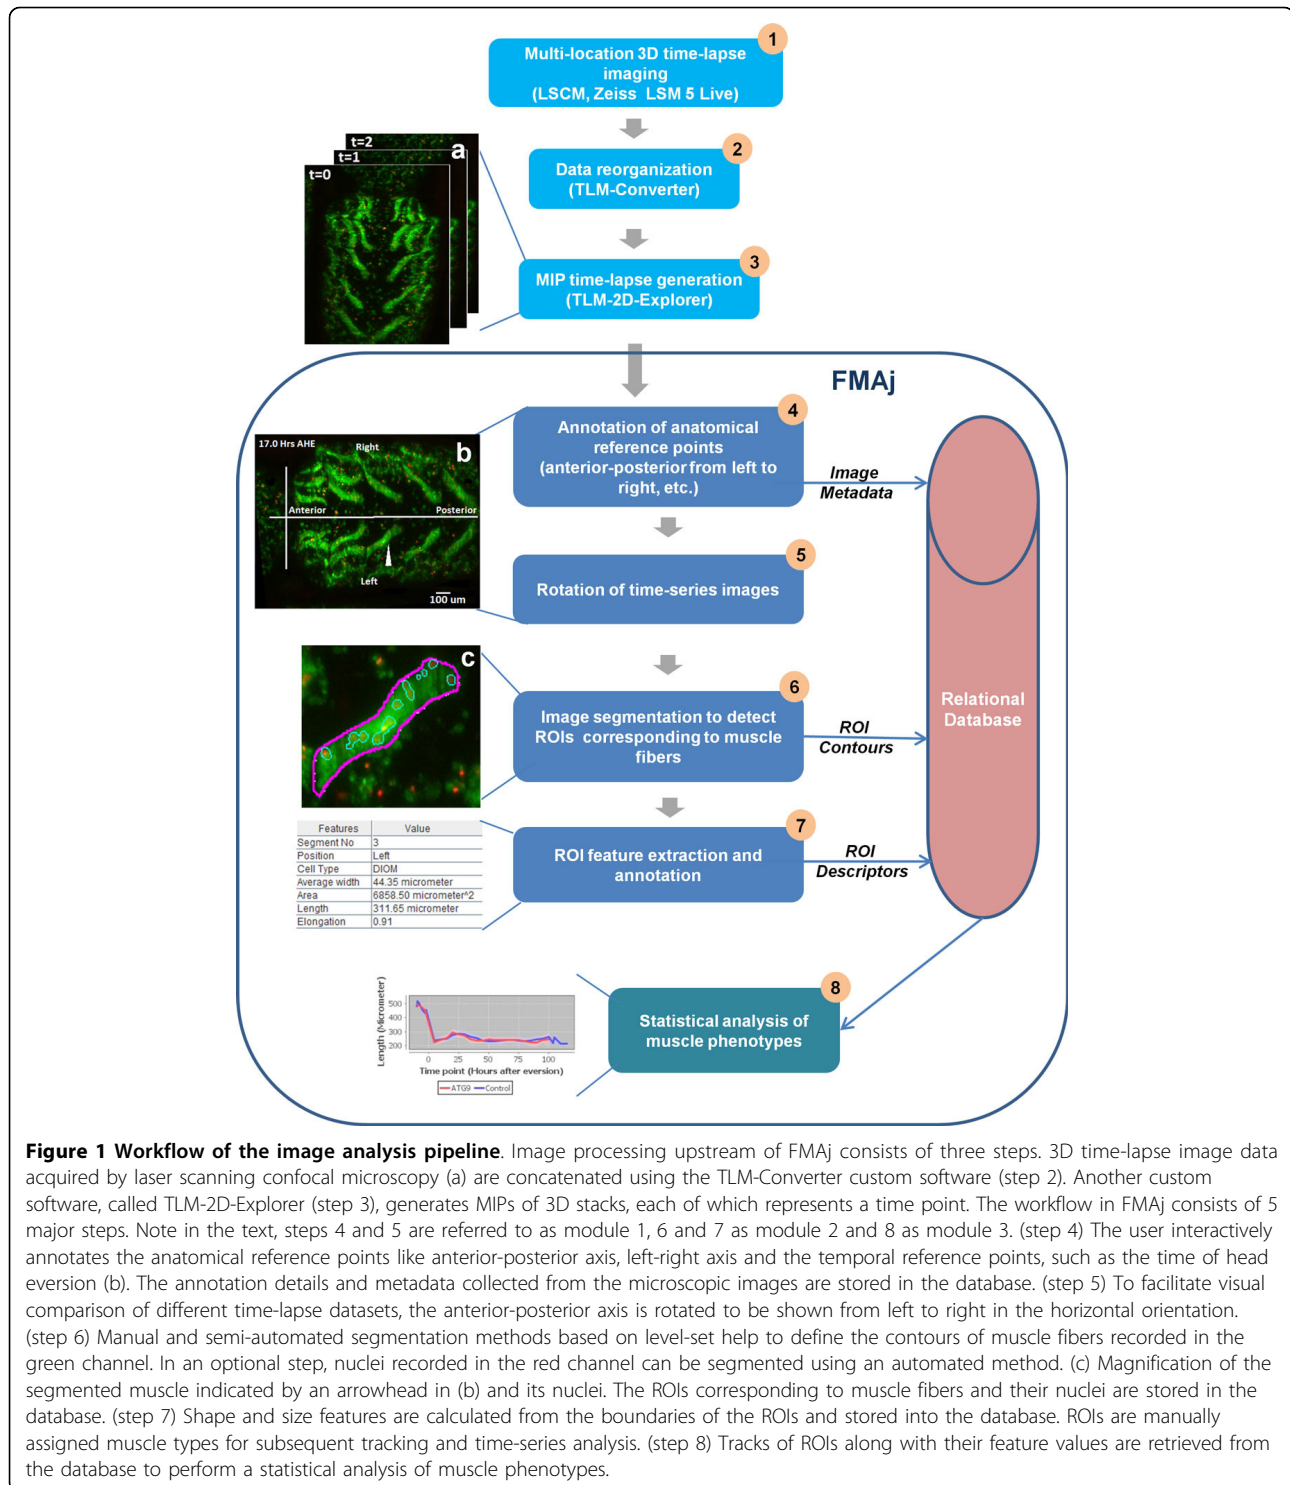 1
Multi-location 3D time-lapse
imaging
(LSCM, Zeiss LSM 5 Live)
2
Data reorganization
(TLM-Converter)
3
MIP time-lapse generation
(TLM-2D-Explorer)
t=2
t=1
t=0
a
FMAj
4
Annotation of anatomical
reference points
(anterior-posterior from left to
right, etc.)
Image
Metadata
17.0 Hrs AHE
Right
b
Anterior
Posterior
Left
100 um
5
Rotation of time-series images
c
6
Image segmentation to detect
ROIs corresponding to muscle
fibers
ROI
Contours
Relational
Database
Features Value
Segment No 3
Position Left
Cell Type DIOM
Average width 44.35 micrometer
Area 6858.50 micrometer^2
Length 311.65 micrometer
Elongation 0.91
7
ROI feature extraction and
annotation
ROI
Descriptors
8
Statistical analysis of
muscle phenotypes
Length (Micrometer)
500
400
300
200
0 25 50 75 100
Time point (Hours after eversion)
ATG9 Control
Figure 1 Workflow of the image analysis pipeline. Image processing upstream of FMAj consists of three steps. 3D time-lapse image data
acquired by laser scanning confocal microscopy (a) are concatenated using the TLM-Converter custom software (step 2). Another custom
software, called TLM-2D-Explorer (step 3), generates MIPs of 3D stacks, each of which represents a time point. The workflow in FMAj consists of 5
major steps. Note in the text, steps 4 and 5 are referred to as module 1, 6 and 7 as module 2 and 8 as module 3. (step 4) The user interactively
annotates the anatomical reference points like anterior-posterior axis, left-right axis and the temporal reference points, such as the time of head
eversion (b). The annotation details and metadata collected from the microscopic images are stored in the database. (step 5) To facilitate visual
comparison of different time-lapse datasets, the anterior-posterior axis is rotated to be shown from left to right in the horizontal orientation.
(step 6) Manual and semi-automated segmentation methods based on level-set help to define the contours of muscle fibers recorded in the
green channel. In an optional step, nuclei recorded in the red channel can be segmented using an automated method. (c) Magnification of the
segmented muscle indicated by an arrowhead in (b) and its nuclei. The ROIs corresponding to muscle fibers and their nuclei are stored in the
database. (step 7) Shape and size features are calculated from the boundaries of the ROIs and stored into the database. ROIs are manually
assigned muscle types for subsequent tracking and time-series analysis. (step 8) Tracks of ROIs along with their feature values are retrieved from
the database to perform a statistical analysis of muscle phenotypes.